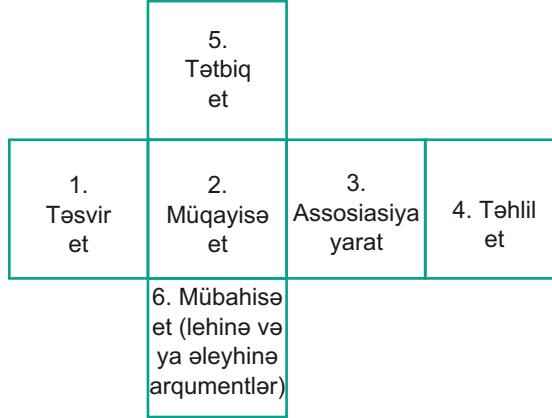 5.
Tətbiq
et
1.
Təsvir
et
2.
Müqayisə
et
3.
Assosiasiya
yarat
4. Təhlil
et
6. Mübahisə
et (lehinə və
ya əleyhinə
arqumentlər)